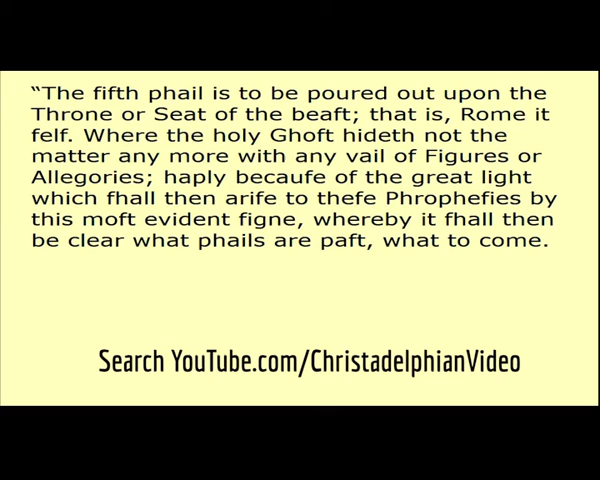 “The fifth phail is to be poured out upon the
Throne or Seat of the beaft; that is, Rome it
felf. Where the holy Ghoft hideth not the
matter any more with any vail of Figures or
Allegories; haply becaufe of the great light
which fhall then arife to thefe Phrophefies by
this moft evident figne, whereby it fhall then
be clear what phails are paft, what to come.
Search YouTube.com/ChristadelphianVideo